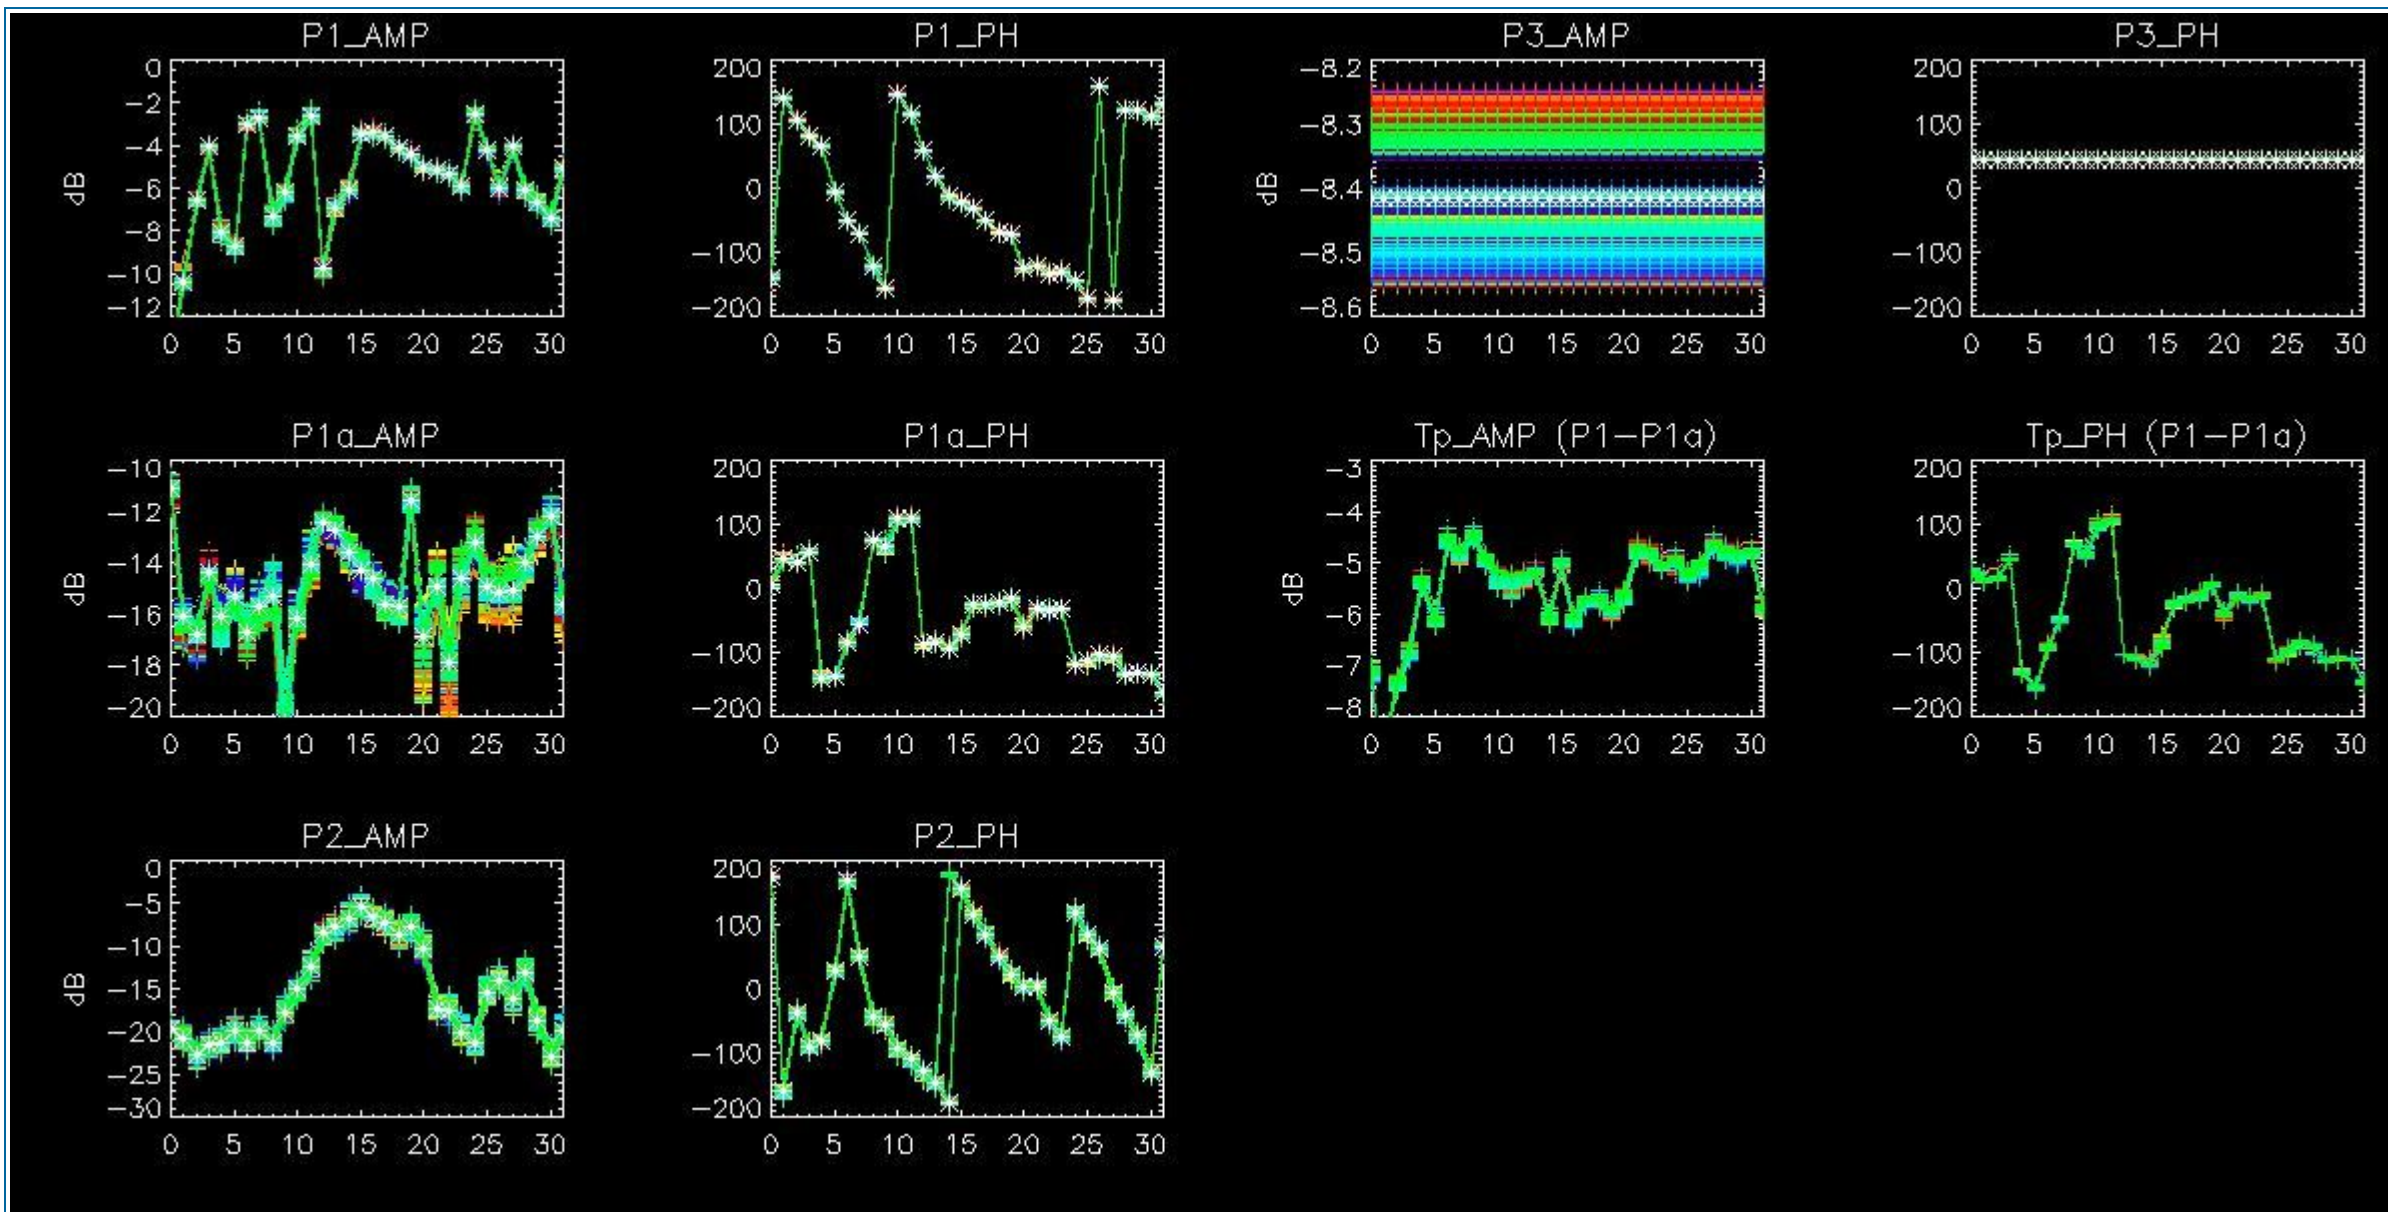 P1_AMP P1_PH P3_AMP P3_PH
0 200 -8.2 200
-2 100 -8.3 100
-4 0 -8.4 0
-6 -100 -8.5 -100
-8 -200 -8.6 -200
-10
-12
dB dB
0 5 10 15 20 25 30 0 5 10 15 20 25 30 0 5 10 15 20 25 30 0 5 10 15 20 25 30
P1a_AMP P1a_PH Tp_AMP (P1-P1a) Tp_PH (P1-P1a)
-10 200 -3 200
-12 100 -4 100
-14 0 -5 0
-16 -100 -6 -100
-18 -200 -7 -200
-20 -8
dB dB
0 5 10 15 20 25 30 0 5 10 15 20 25 30 0 5 10 15 20 25 30 0 5 10 15 20 25 30
P2_AMP P2_PH
0 200
-5 100
-10 0
-15 -100
-20 -200
-25
-30
dB
0 5 10 15 20 25 30 0 5 10 15 20 25 30